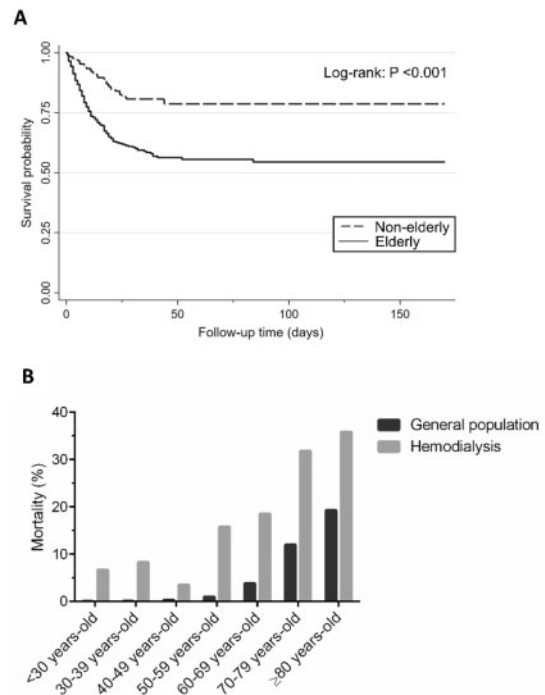 A
Log-rank: P <0.001
Survival probability
1.00
0.75
0.50
0.25
0.00
Non-elderly
Elderly
0 50 100 150
Follow-up time (days)
B
Mortality (%)
40
30
20
10
0
General population
Hemodialysis
<30 years-old
30-39 years-old
40-49 years-old
50-59 years-old
60-69 years-old
70-79 years-old
≥80 years-old